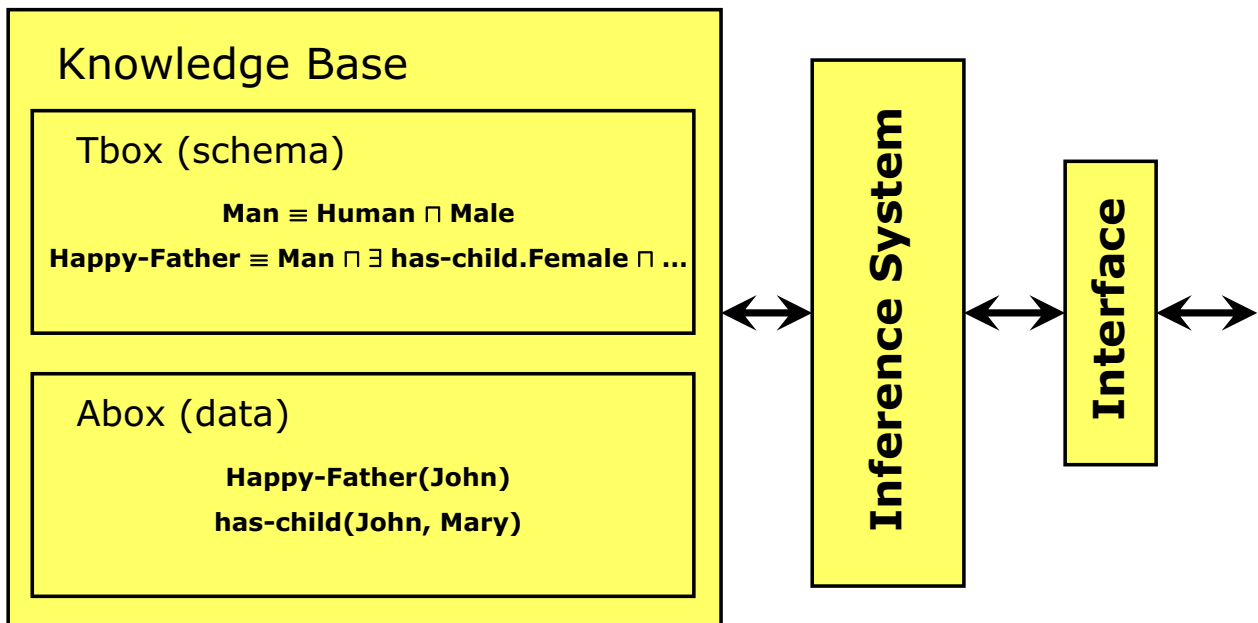 Knowledge Base
Tbox (schema)
Man ≡ Human ⊓ Male
Happy-Father ≡ Man ⊓ ∃ has-child.Female ⊓ ...
Abox (data)
Happy-Father(John)
has-child(John, Mary)
Inference System
Interface